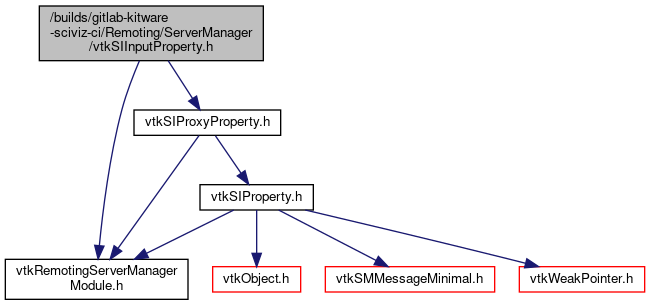 /builds/gitlab-kitware
-sciviz-ci/Remoting/ServerManager
/vtkSIInputProperty.h
vtkSIProxyProperty.h
vtkSIProperty.h
vtkRemotingServerManager
Module.h
vtkObject.h
vtkSMMessageMinimal.h
vtkWeakPointer.h